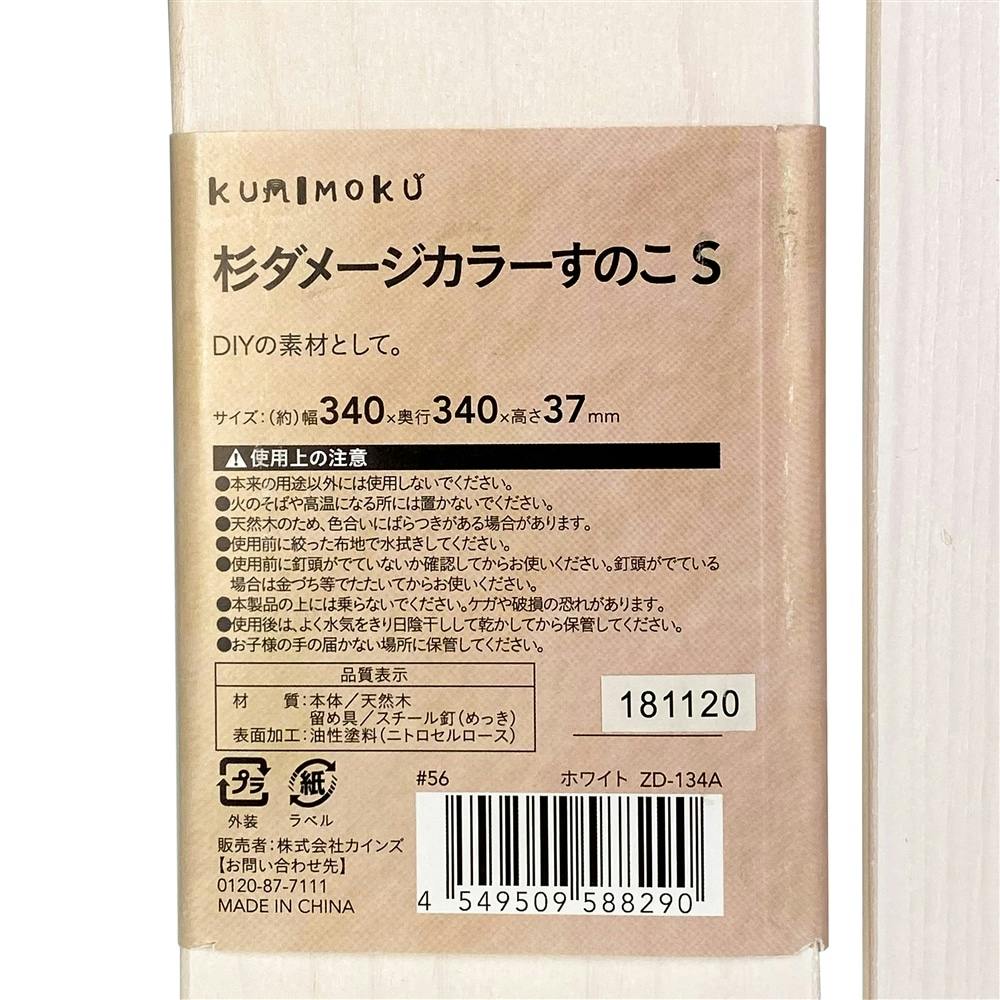 KUMIMOKU
杉ダメージカラーすのこ S
DIYの素材として。
サイズ:(約)幅340×奥行340×高さ37mm
使用上の注意
●本来の用途以外には使用しないでください。
●火のそばや高温になる所には置かないでください。
●天然木のため、色合いにばらつきがある場合があります。
●使用前に絞った布地で水拭きしてください。
●使用前に釘頭がでていないか確認してからお使いください。釘頭がでている
場合は金づち等でたたいてからお使いください。
●本製品の上には乗らないでください。ケガや破損の恐れがあります。
●使用後は、よく水気をきり日陰干しして乾かしてから保管してください。
●お子様の手の届かない場所に保管してください。
品質表示
材 質:本体/天然木
留め具/スチール釘(めっき)
表面加工:油性塗料(ニトロセルロース)
181120
プラ 紙
外装 ラベル
#56 ホワイト ZD-134A
販売者:株式会社カインズ
【お問い合わせ先】
0120-87-7111
MADE IN CHINA
4 549509 588290